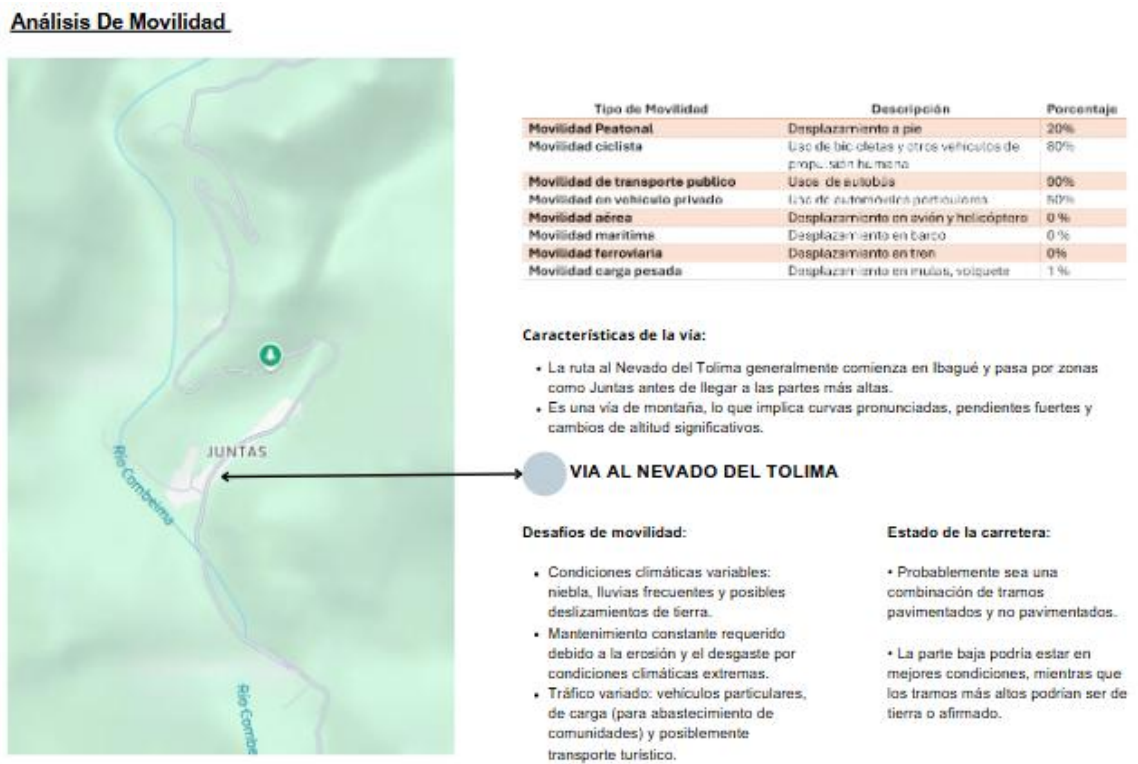 Análisis De Movilidad
JUNTAS
Río Combeima
Río Combe
Tipo de Movilidad Descripción Porcentaje
Movilidad Peatonal Desplazamiento a pie 20%
Movilidad ciclista Uso de bicicletas y otros vehículos de 80%
propulsión humana
Movilidad de transporte publico Usos de autobús 90%
Movilidad en vehículo privado Uso de automóviles particulares 50%
Movilidad aérea Desplazamiento en avión y helicóptero 0 %
Movilidad marítima Desplazamiento en barco 0 %
Movilidad ferroviaria Desplazamiento en tren 0%
Movilidad carga pesada Desplazamiento en mulas, volquete 1 %
Características de la vía:
• La ruta al Nevado del Tolima generalmente comienza en Ibagué y pasa por zonas
como Juntas antes de llegar a las partes más altas.
• Es una vía de montaña, lo que implica curvas pronunciadas, pendientes fuertes y
cambios de altitud significativos.
VIA AL NEVADO DEL TOLIMA
Desafíos de movilidad:
• Condiciones climáticas variables:
niebla, lluvias frecuentes y posibles
deslizamientos de tierra.
• Mantenimiento constante requerido
debido a la erosión y el desgaste por
condiciones climáticas extremas.
• Tráfico variado: vehículos particulares,
de carga (para abastecimiento de
comunidades) y posiblemente
transporte turístico.
Estado de la carretera:
• Probablemente sea una
combinación de tramos
pavimentados y no pavimentados.
• La parte baja podría estar en
mejores condiciones, mientras que
los tramos más altos podrían ser de
tierra o afirmado.